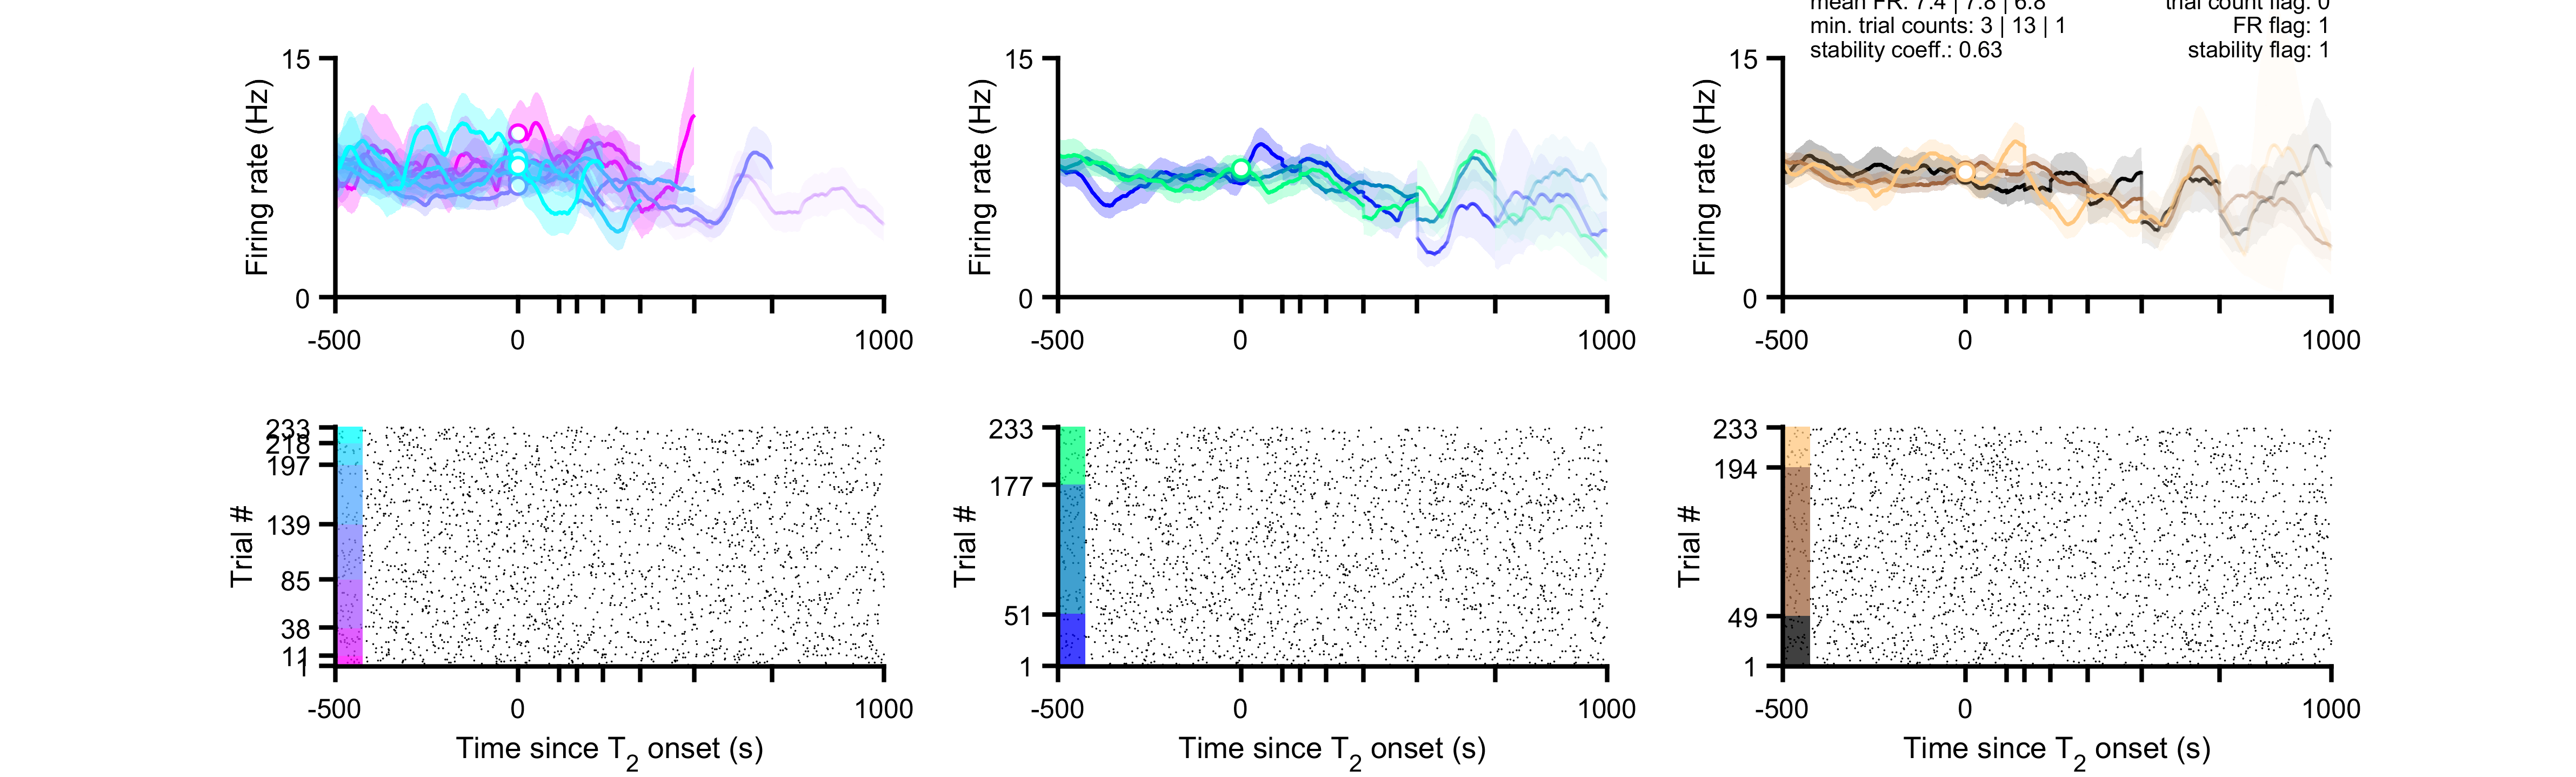 mean FR: 7.4 | 7.8 | 6.8 trial count flag: 0
min. trial counts: 3 | 13 | 1 FR flag: 1
stability coeff.: 0.63 stability flag: 1
15 15 15
Firing rate (Hz) Firing rate (Hz) Firing rate (Hz)
0 0 0
-500 0 1000 -500 0 1000 -500 0 1000
233 233 233
218
197 194
177
139
Trial # Trial # Trial #
85
51 49
38
11
1 1 1
-500 0 1000 -500 0 1000 -500 0 1000
Time since T2 onset (s) Time since T2 onset (s) Time since T2 onset (s)